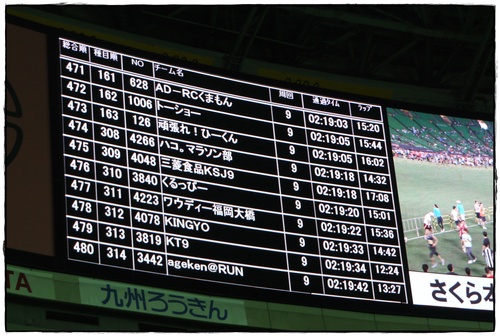 総合順 種目順 NO チーム名 周回 通過タイム ラップ
471 161 628 AD-RCくまもん 9 02:19:03 15:20
472 162 1006 トーショー 9 02:19:05 15:44
473 163 126 頑張れ！ひーくん 9 02:19:05 16:02
474 308 4266 ハコ。マラソン部 9 02:19:18 14:32
475 309 4048 三菱食品KSJ9 9 02:19:18 17:08
476 310 3840 くるっぴー 9 02:19:20 15:01
477 311 4223 ワウディー福岡大橋 9 02:19:22 15:36
478 312 4078 KINGYO 9 02:19:33 14:42
479 313 3819 KT9 9 02:19:34 12:24
480 314 3442 ageken@RUN 9 02:19:42 13:27
さくら
TA
九州ろうきん